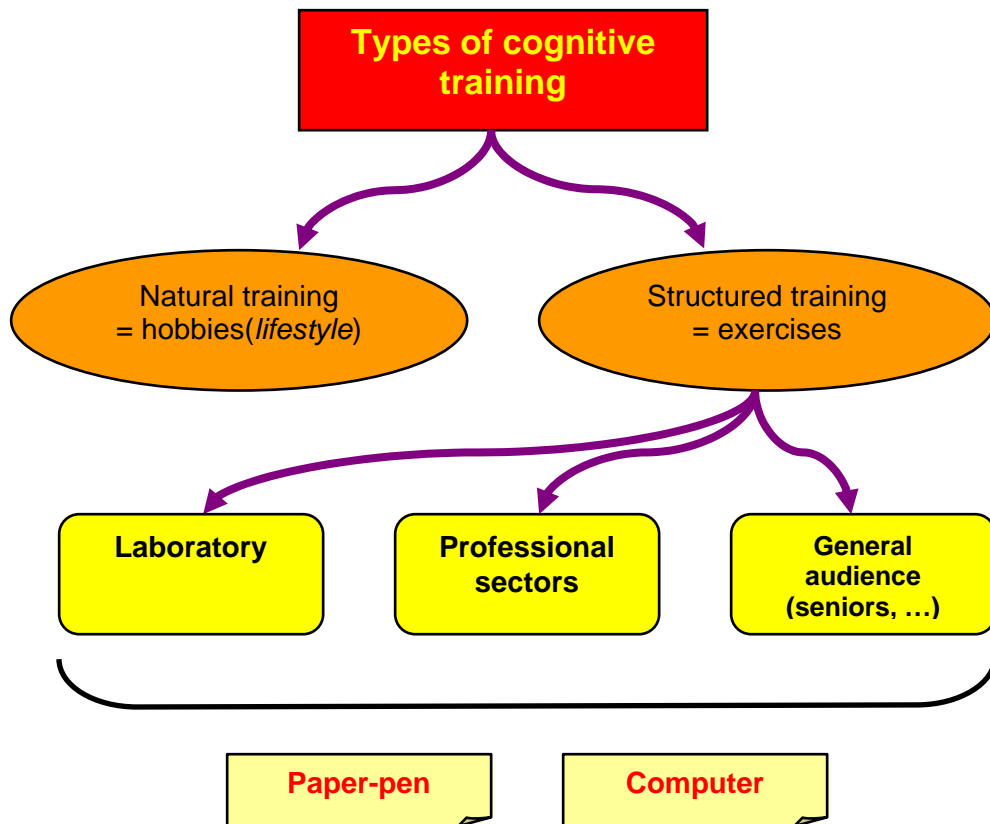 Types of cognitive
training
Natural training
= hobbies(lifestyle)
Structured training
= exercises
Laboratory
Professional
sectors
General
audience
(seniors, …)
Paper-pen
Computer